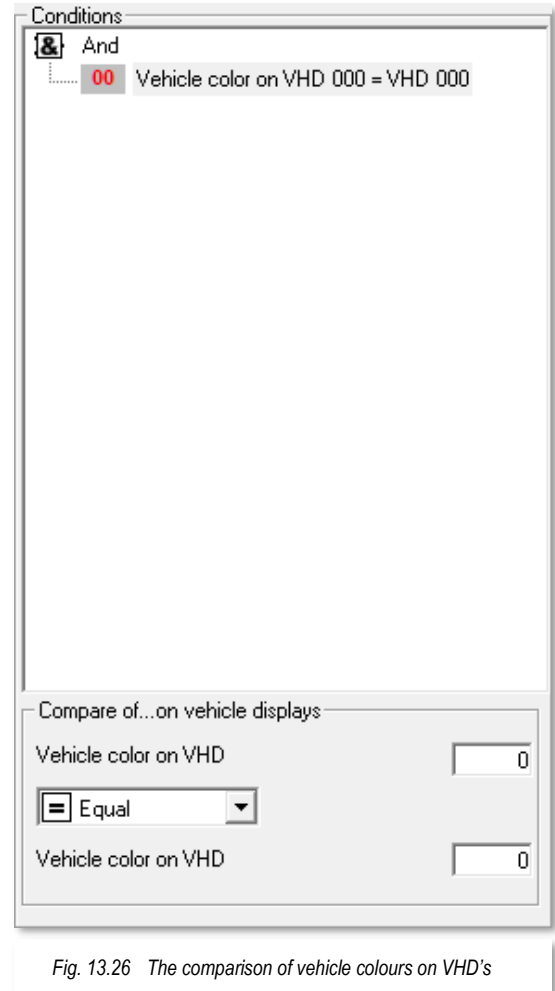 Conditions
& And
00 Vehicle color on VHD 000 = VHD 000
Compare of...on vehicle displays
Vehicle color on VHD 0
= Equal
Vehicle color on VHD 0
Fig. 13.26 The comparison of vehicle colours on VHD's